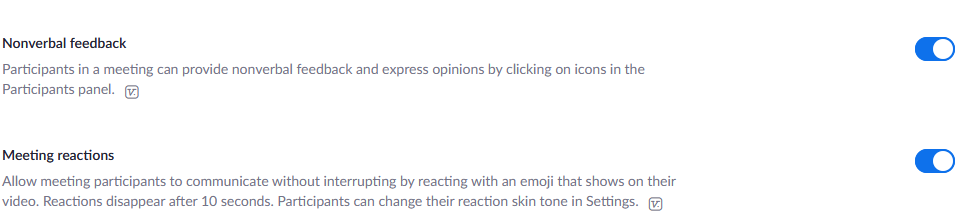 Nonverbal feedback
Participants in a meeting can provide nonverbal feedback and express opinions by clicking on icons in the
Participants panel.
Meeting reactions
Allow meeting participants to communicate without interrupting by reacting with an emoji that shows on their
video. Reactions disappear after 10 seconds. Participants can change their reaction skin tone in Settings.